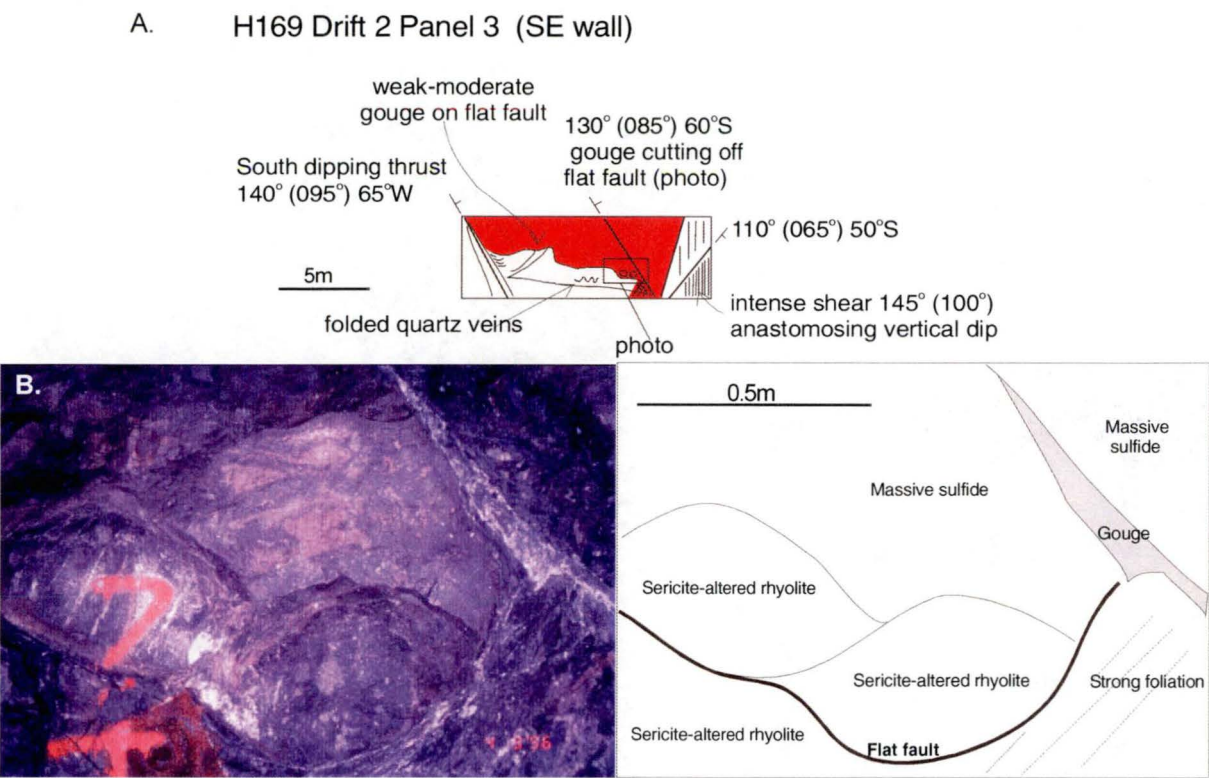 A.
H169 Drift 2 Panel 3 (SE wall)
weak-moderate
gouge on flat fault
130° (085°) 60°S
gouge cutting off
flat fault (photo)
South dipping thrust
140° (095°) 65°W
110° (065°) 50°S
5m
intense shear 145° (100°)
anastomosing vertical dip
folded quartz veins
photo
B.
7
0.5m
Massive
sulfide
Massive sulfide
Gouge
Sericite-altered rhyolite
Sericite-altered rhyolite
Strong foliation
Sericite-altered rhyolite
Flat fault